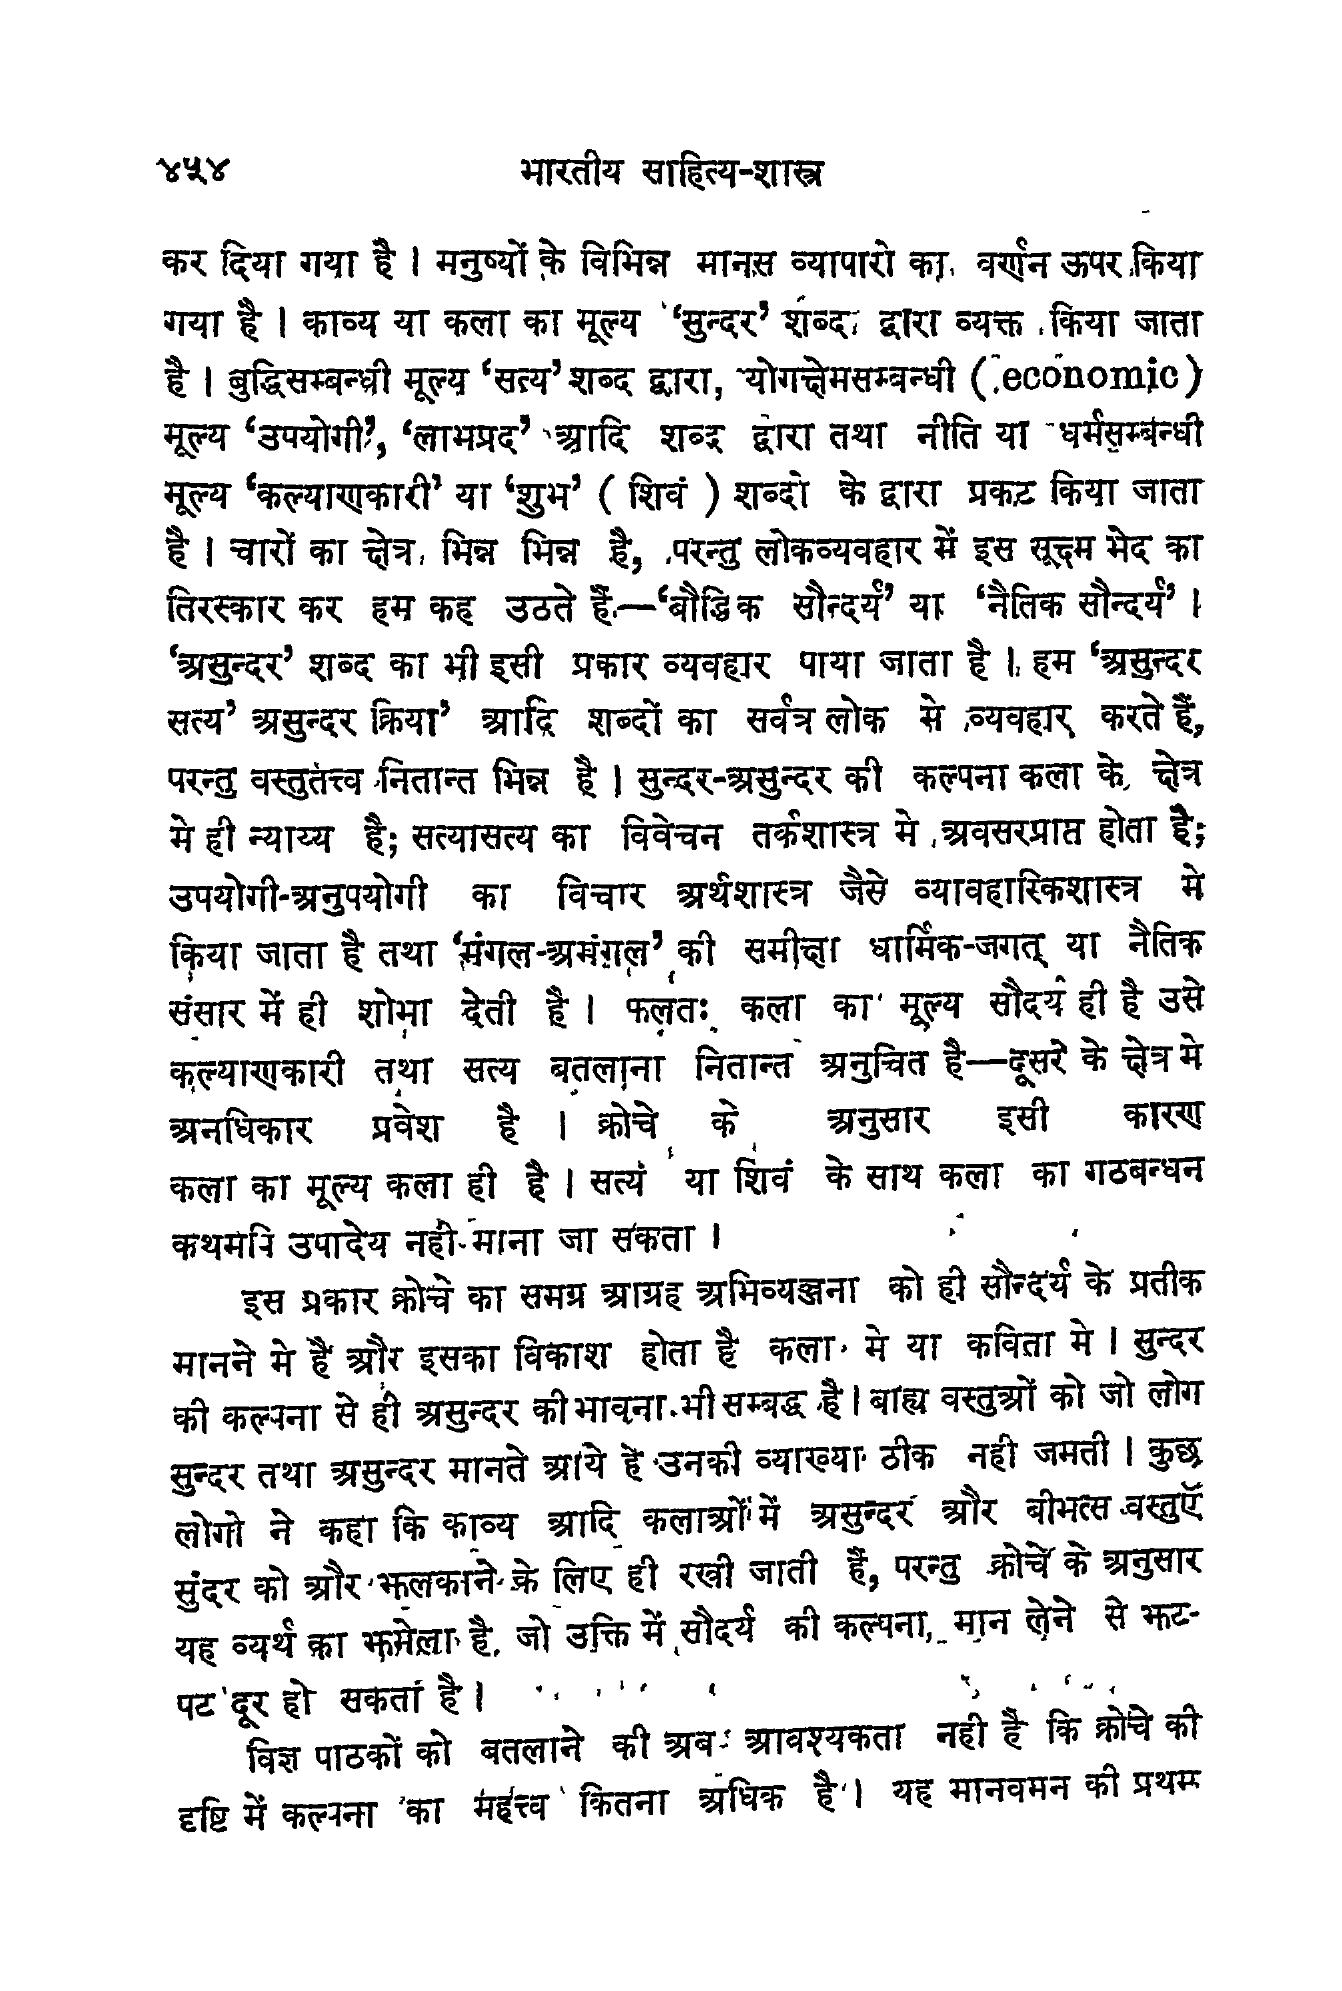 ४५४ भारतीय साहित्य-शास्त्र
कर दिया गया है । मनुष्यों के विभिन्न मानस व्यापारो का वर्णन ऊपर किया
गया है । काव्य या कला का मूल्य ‘सुन्दर’ शब्द द्वारा व्यक्त किया जाता
है । बुद्धिसम्बन्धी मूल्य ‘सत्य’ शब्द द्वारा, योगक्षेमसम्वन्धी ( economic )
मूल्य ‘उपयोगी’, ‘लाभप्रद’ आदि शब्द द्वारा तथा नीति या धर्मसम्बन्धी
मूल्य ‘कल्याणकारी’ या ‘शुभ’ ( शिवं ) शब्दो के द्वारा प्रकट किया जाता
है । चारों का क्षेत्र भिन्न भिन्न है, परन्तु लोकव्यवहार में इस सूक्ष्म भेद का
तिरस्कार कर हम कह उठते हैं—‘बौद्धिक सौन्दर्य’ या ‘नैतिक सौन्दर्य’ ।
‘असुन्दर’ शब्द का भी इसी प्रकार व्यवहार पाया जाता है । हम ‘असुन्दर
सत्य’ असुन्दर क्रिया’ आदि शब्दों का सर्वत्र लोक मे व्यवहार करते हैं,
परन्तु वस्तुतत्त्व नितान्त भिन्न है । सुन्दर-असुन्दर की कल्पना कला के क्षेत्र
मे ही न्याय्य है; सत्यासत्य का विवेचन तर्कशास्त्र मे अवसरप्राप्त होता है;
उपयोगी-अनुपयोगी का विचार अर्थशास्त्र जैसे व्यावहारिकशास्त्र मे
किया जाता है तथा ‘मंगल-अमंगल’ की समीक्षा धार्मिक-जगत् या नैतिक
संसार में ही शोभा देती है । फलतः कला का मूल्य सौदर्य ही है उसे
कल्याणकारी तथा सत्य बतलाना नितान्त अनुचित है—दूसरे के क्षेत्र मे
अनधिकार प्रवेश है । क्रोचे के अनुसार इसी कारण
कला का मूल्य कला ही है । सत्यं या शिवं के साथ कला का गठबन्धन
कथमपि उपादेय नही माना जा सकता ।
इस प्रकार क्रोचे का समग्र आग्रह अभिव्यञ्जना को ही सौन्दर्य के प्रतीक
मानने मे है और इसका विकाश होता है कला मे या कविता मे । सुन्दर
की कल्पना से ही असुन्दर की भावना भी सम्बद्ध है । बाह्य वस्तुओं को जो लोग
सुन्दर तथा असुन्दर मानते आये है उनकी व्याख्या ठीक नही जमती । कुछ
लोगो ने कहा कि काव्य आदि कलाओं में असुन्दर और बीभत्स वस्तुएँ
सुंदर को और झलकाने के लिए ही रखी जाती हैं, परन्तु क्रोचे के अनुसार
यह व्यर्थ का झमेला है जो उक्ति में सौदर्य की कल्पना मान लेने से झट-
पट दूर हो सकता है ।
विज्ञ पाठकों को बतलाने की अब आवश्यकता नही है कि क्रोचे की
दृष्टि में कल्पना का महत्त्व कितना अधिक है । यह मानवमन की प्रथम